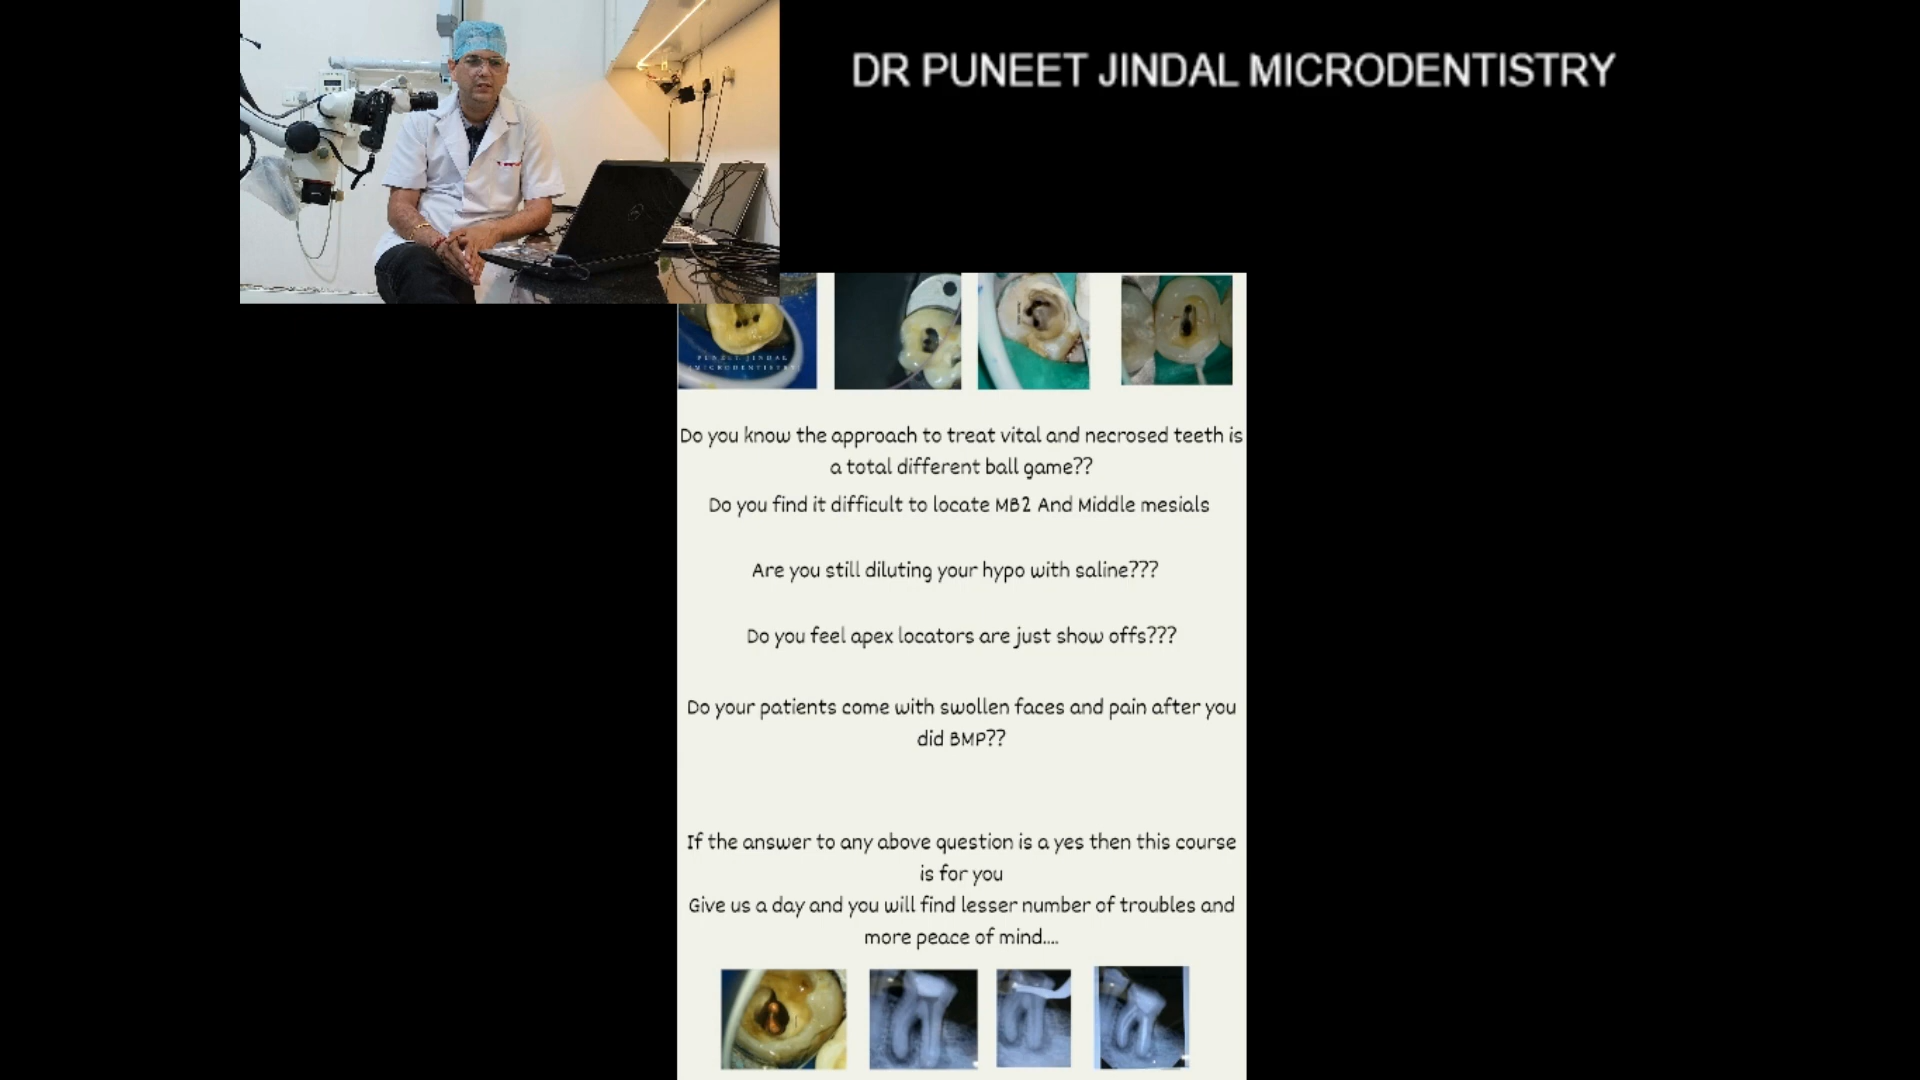 DR PUNEET JINDAL MICRODENTISTRY
PUNEET JINDAL
MICRODENTISTRY
Do you know the approach to treat vital and necrosed teeth is
a total different ball game??
Do you find it difficult to locate MB2 And Middle mesials
Are you still diluting your hypo with saline???
Do you feel apex locators are just show offs???
Do your patients come with swollen faces and pain after you
did BMP??
If the answer to any above question is a yes then this course
is for you
Give us a day and you will find lesser number of troubles and
more peace of mind....